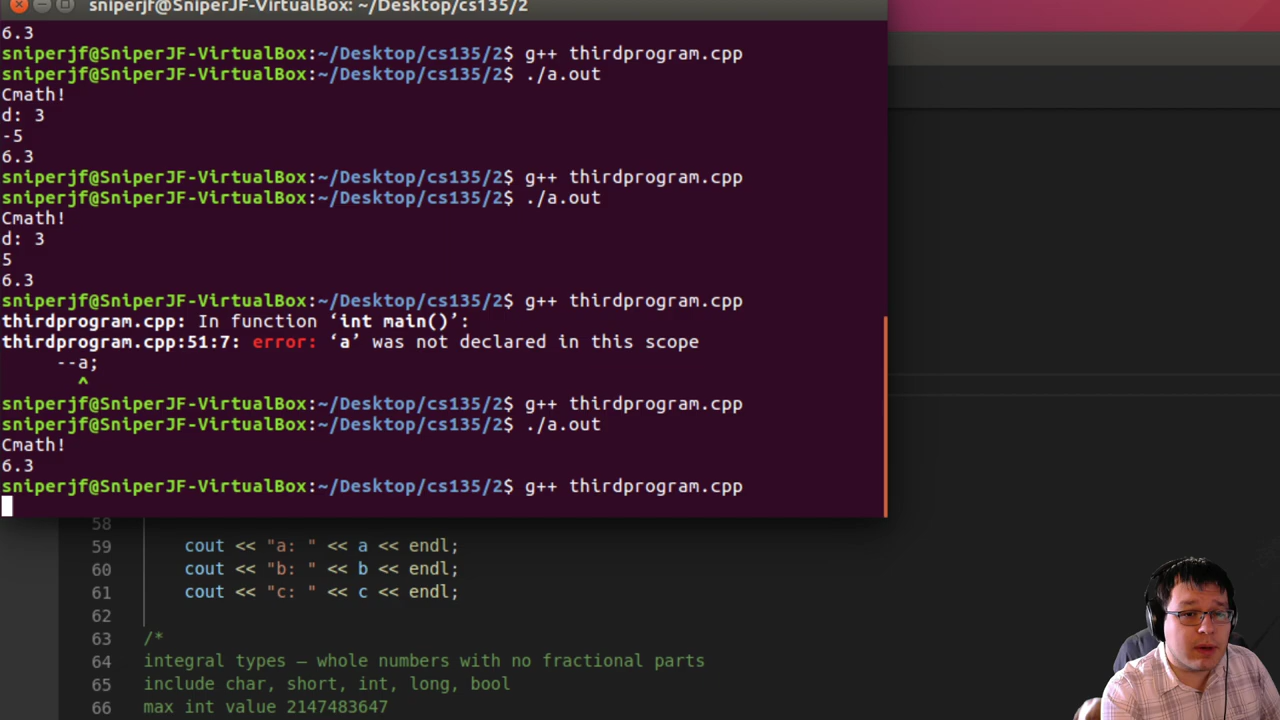 sniperjf@SniperJF-VirtualBox: ~/Desktop/cs135/2
6.3
sniperjf@SniperJF-VirtualBox:~/Desktop/cs135/2$ g++ thirdprogram.cpp
sniperjf@SniperJF-VirtualBox:~/Desktop/cs135/2$ ./a.out
Cmath!
d: 3
-5
6.3
sniperjf@SniperJF-VirtualBox:~/Desktop/cs135/2$ g++ thirdprogram.cpp
sniperjf@SniperJF-VirtualBox:~/Desktop/cs135/2$ ./a.out
Cmath!
d: 3
5
6.3
sniperjf@SniperJF-VirtualBox:~/Desktop/cs135/2$ g++ thirdprogram.cpp
thirdprogram.cpp: In function ‘int main()’:
thirdprogram.cpp:51:7: error: ‘a’ was not declared in this scope
--a;
^
sniperjf@SniperJF-VirtualBox:~/Desktop/cs135/2$ g++ thirdprogram.cpp
sniperjf@SniperJF-VirtualBox:~/Desktop/cs135/2$ ./a.out
Cmath!
6.3
sniperjf@SniperJF-VirtualBox:~/Desktop/cs135/2$ g++ thirdprogram.cpp
58
59 cout << "a: " << a << endl;
60 cout << "b: " << b << endl;
61 cout << "c: " << c << endl;
62
63 /*
64 integral types – whole numbers with no fractional parts
65 include char, short, int, long, bool
66 max int value 2147483647